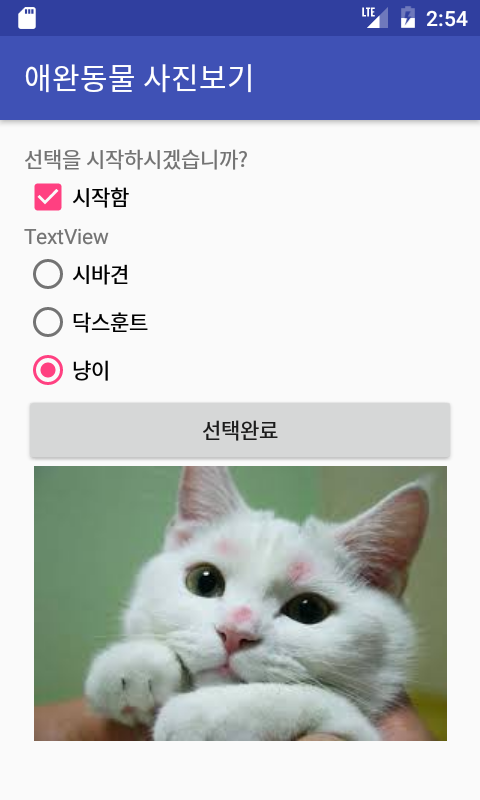 LTE 2:54
애완동물 사진보기
선택을 시작하시겠습니까?
시작함
TextView
시바견
닥스훈트
냥이
선택완료